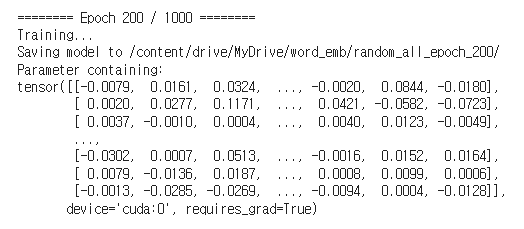 ======== Epoch 200 / 1000 ========
Training...
Saving model to /content/drive/MyDrive/word_emb/random_all_epoch_200/
Parameter containing:
tensor([[-0.0079,  0.0161,  0.0324,  ..., -0.0020,  0.0844, -0.0180],
        [ 0.0020,  0.0277,  0.1171,  ...,  0.0421, -0.0582, -0.0723],
        [ 0.0037, -0.0010,  0.0004,  ...,  0.0040,  0.0123, -0.0049],
        ...,
        [-0.0302,  0.0007,  0.0513,  ..., -0.0016,  0.0152,  0.0164],
        [ 0.0079, -0.0136,  0.0187,  ...,  0.0008,  0.0099,  0.0006],
        [-0.0013, -0.0285, -0.0269,  ..., -0.0094,  0.0004, -0.0128]],
       device='cuda:0', requires_grad=True)